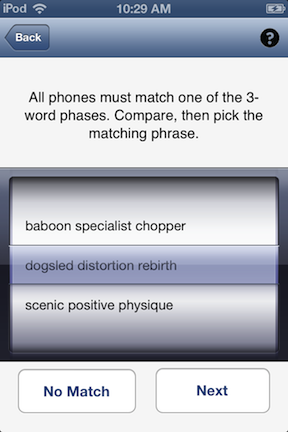 iPod 10:29 AM
Back ?
All phones must match one of the 3-
word phases. Compare, then pick the
matching phrase.
baboon specialist chopper
dogsled distortion rebirth
scenic positive physique
No Match Next